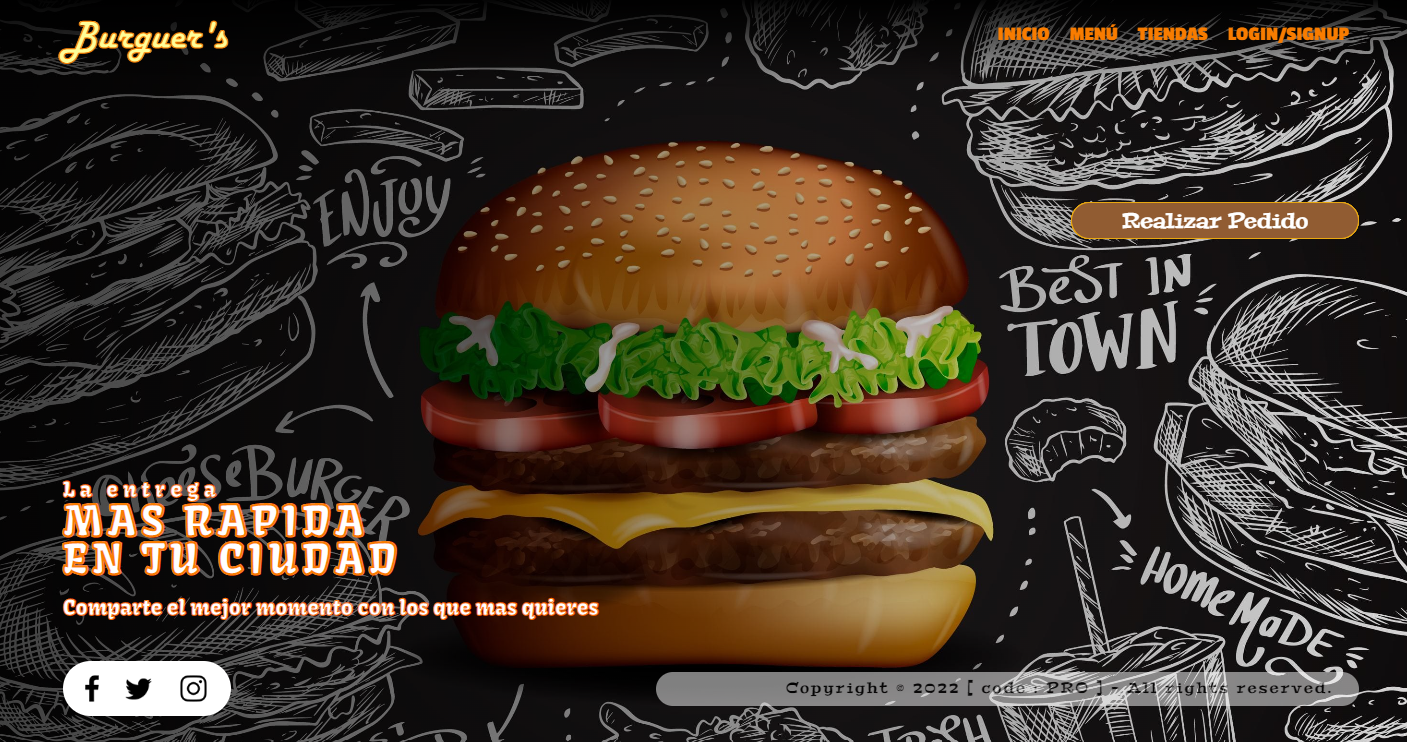 Burguer's
INICIO MENÚ TIENDAS LOGIN/SIGNUP
ENJOY
Realizar Pedido
BeST IN
TOWN
CHeeSeBURGER
La entrega
MAS RAPIDA
EN TU CIUDAD
HOMeMaDE
Comparte el mejor momento con los que mas quieres
Copyright © 2022 [ code : PRO ] - All rights reserved.